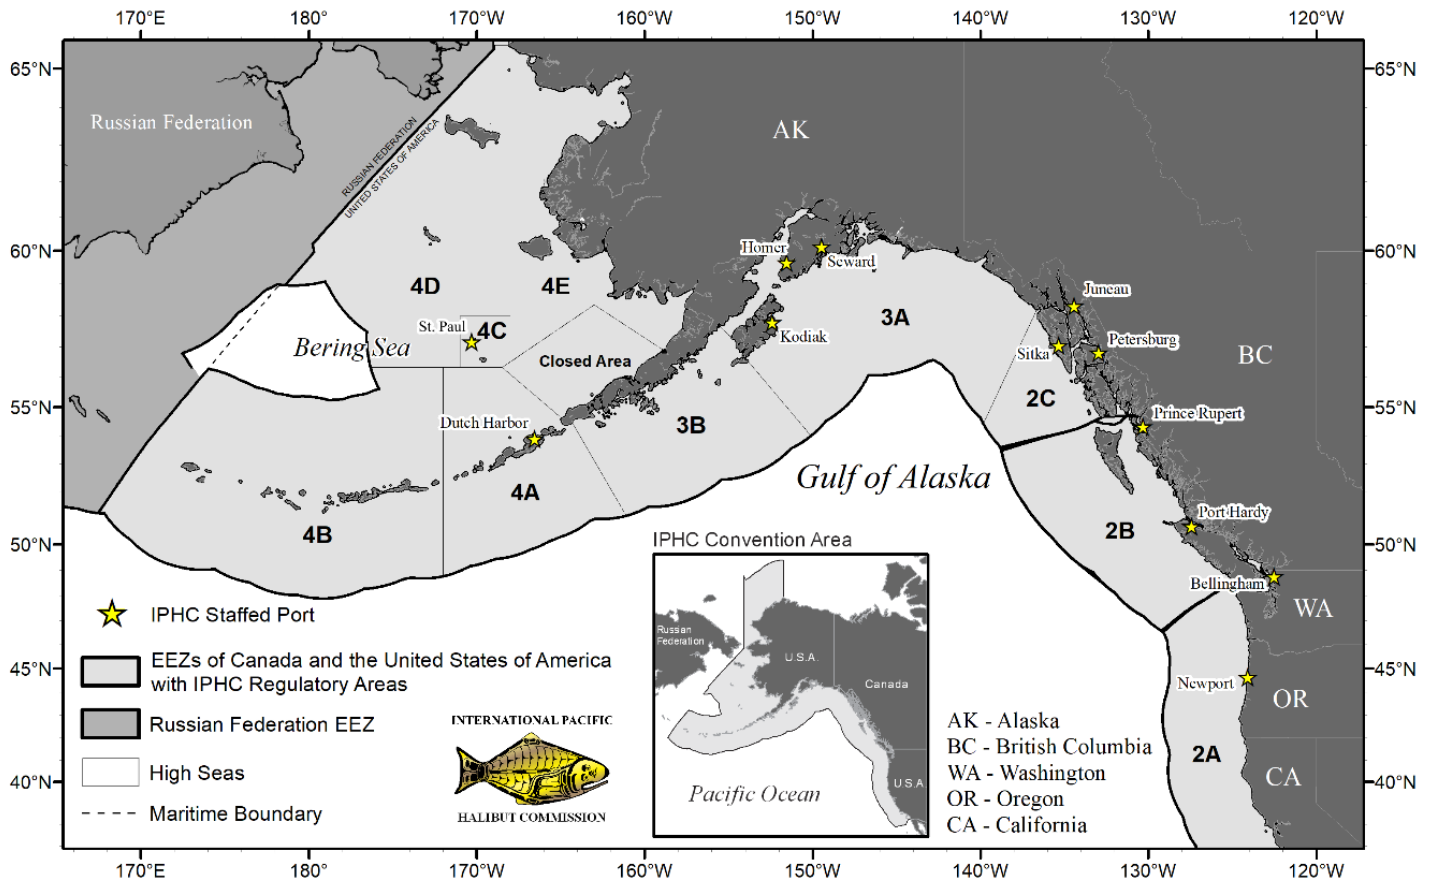 170°E 180° 170°W 160°W 150°W 140°W 130°W 120°W
65°N 65°N
Russian Federation
RUSSIAN FEDERATION
UNITED STATES OF AMERICA
AK
60°N 60°N
Homer
Seward
4D 4E
Juneau
St. Paul
4C
3A
Kodiak
Bering Sea
Closed Area
Sitka
Petersburg
BC
55°N 55°N
2C
Prince Rupert
Dutch Harbor
3B
Gulf of Alaska
4A
Port Hardy
4B
2B
50°N 50°N
IPHC Convention Area
Bellingham
WA
IPHC Staffed Port
Russian
Federation
U.S.A.
Canada
EEZs of Canada and the United States of America
with IPHC Regulatory Areas
45°N 45°N
Newport
OR
Russian Federation EEZ
INTERNATIONAL PACIFIC
HALIBUT COMMISSION
High Seas
Maritime Boundary
U.S.A.
Pacific Ocean
AK - Alaska
BC - British Columbia
WA - Washington
OR - Oregon
CA - California
2A
CA
40°N 40°N
170°E 180° 170°W 160°W 150°W 140°W 130°W 120°W